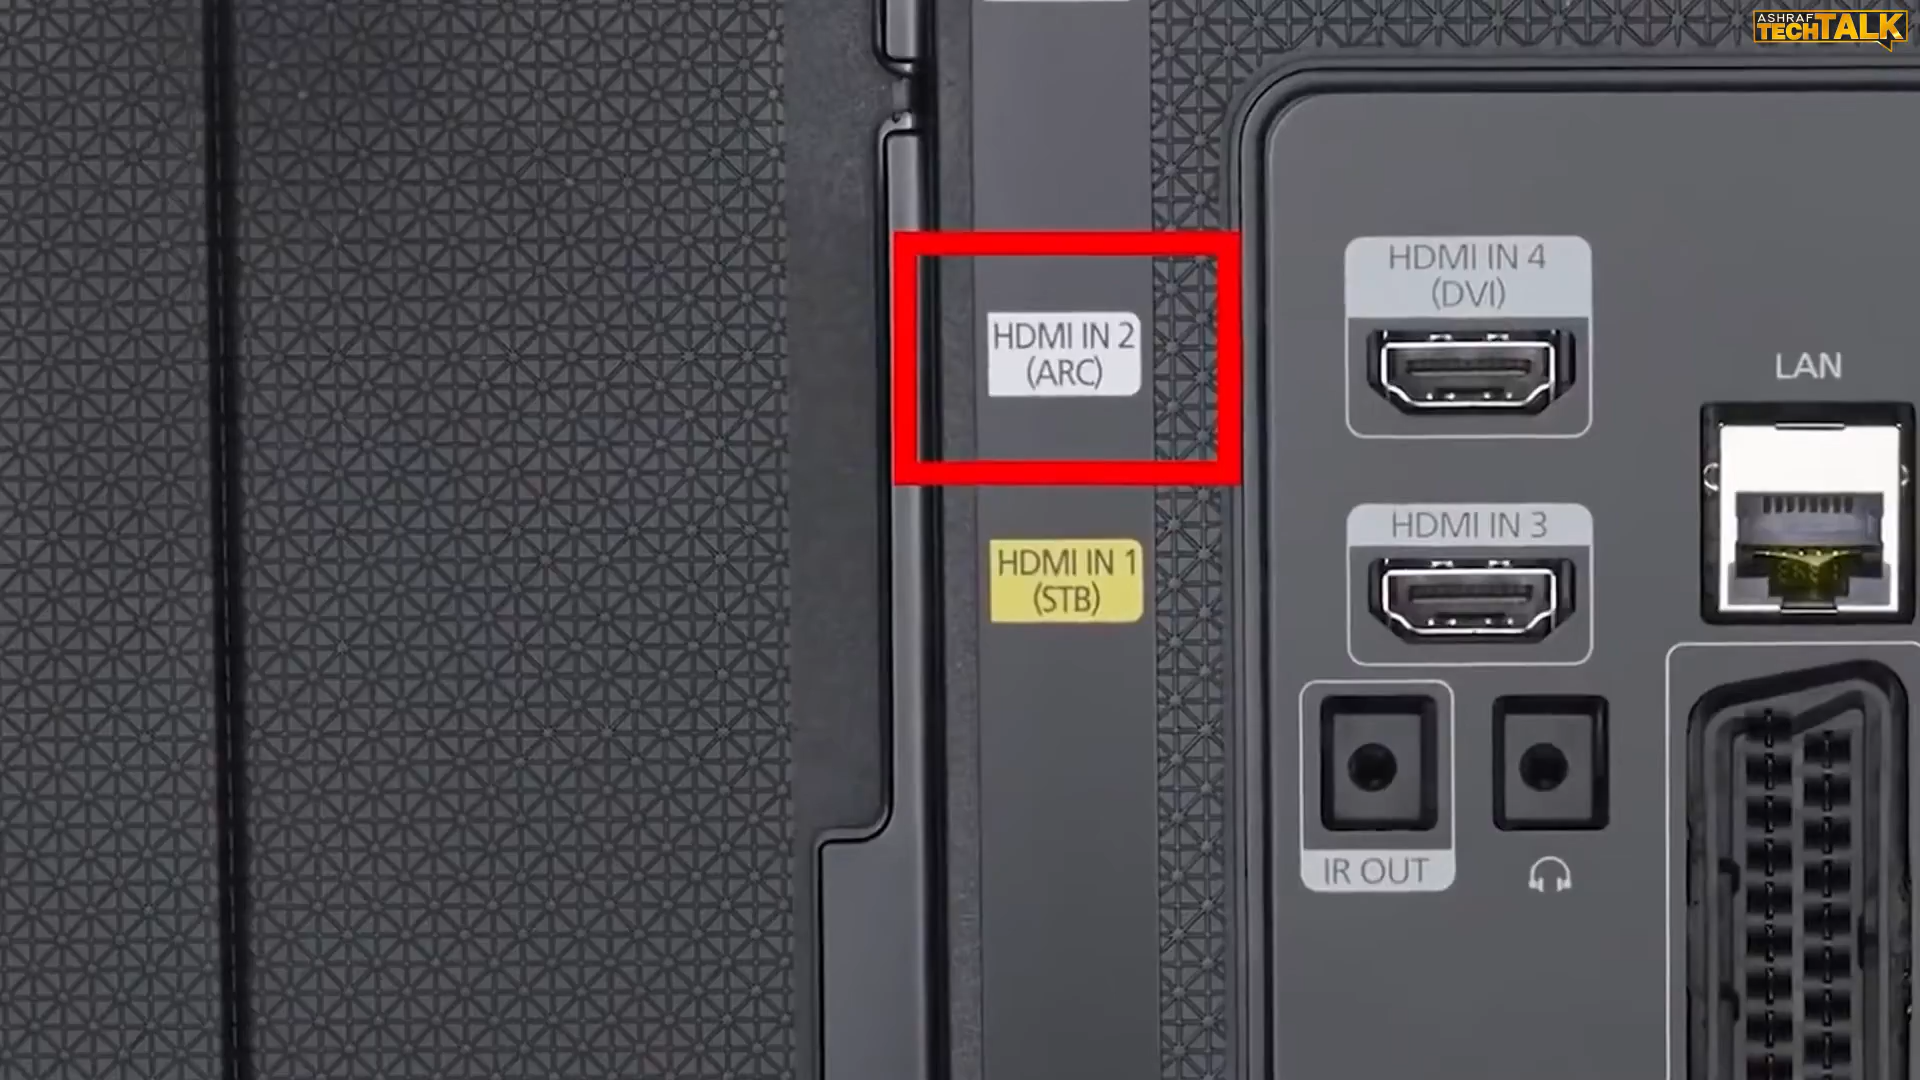 ASHRAF
TECHTALK
HDMI IN 2
(ARC)
HDMI IN 1
(STB)
HDMI IN 4
(DVI)
HDMI IN 3
LAN
IR OUT